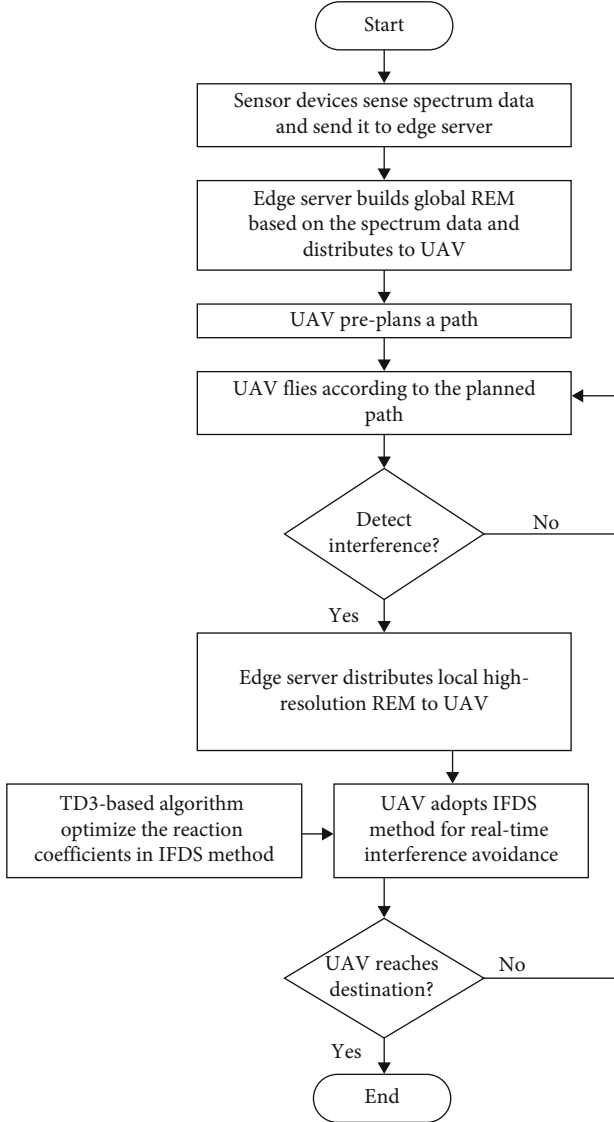 Start
Sensor devices sense spectrum data
and send it to edge server
Edge server builds global REM
based on the spectrum data and
distributes to UAV
UAV pre-plans a path
UAV flies according to the planned
path
Detect
interference?
No
Yes
Edge server distributes local high-
resolution REM to UAV
TD3-based algorithm
optimize the reaction
coefficients in IFDS method
UAV adopts IFDS
method for real-time
interference avoidance
UAV reaches
destination?
No
Yes
End